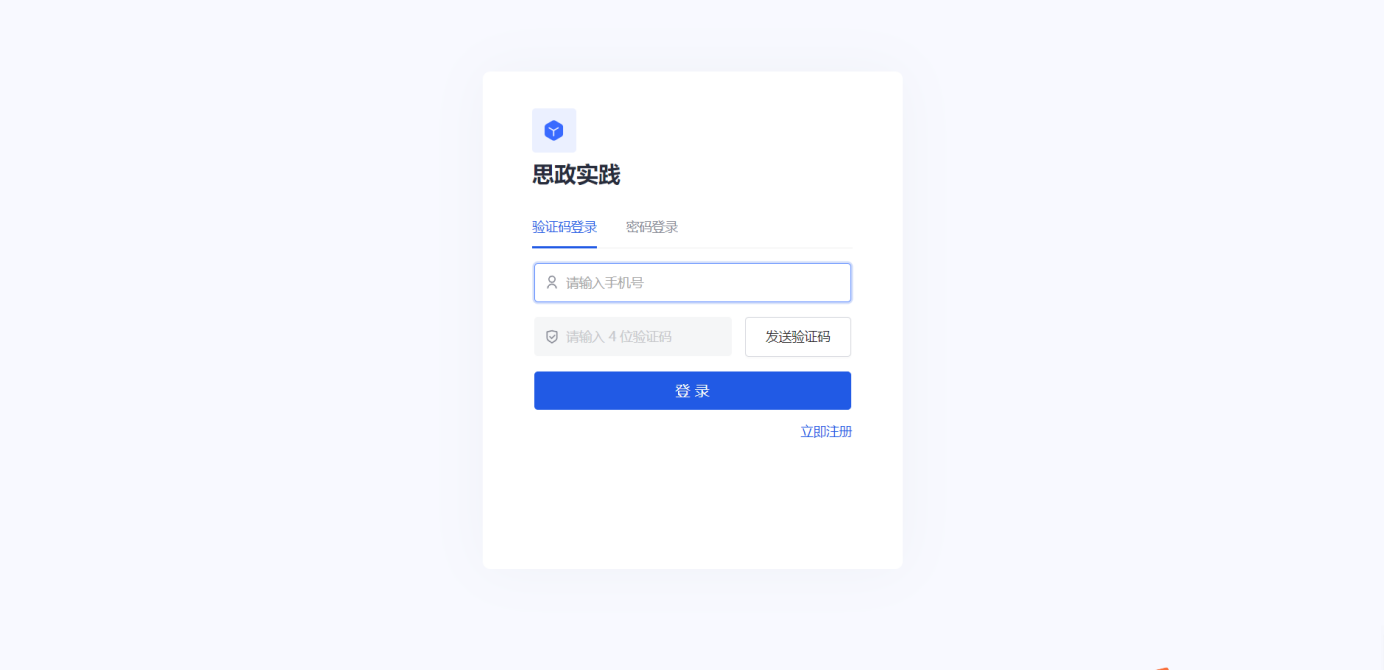 思政实践
验证码登录 密码登录
请输入手机号
请输入 4 位验证码 发送验证码
登 录
立即注册